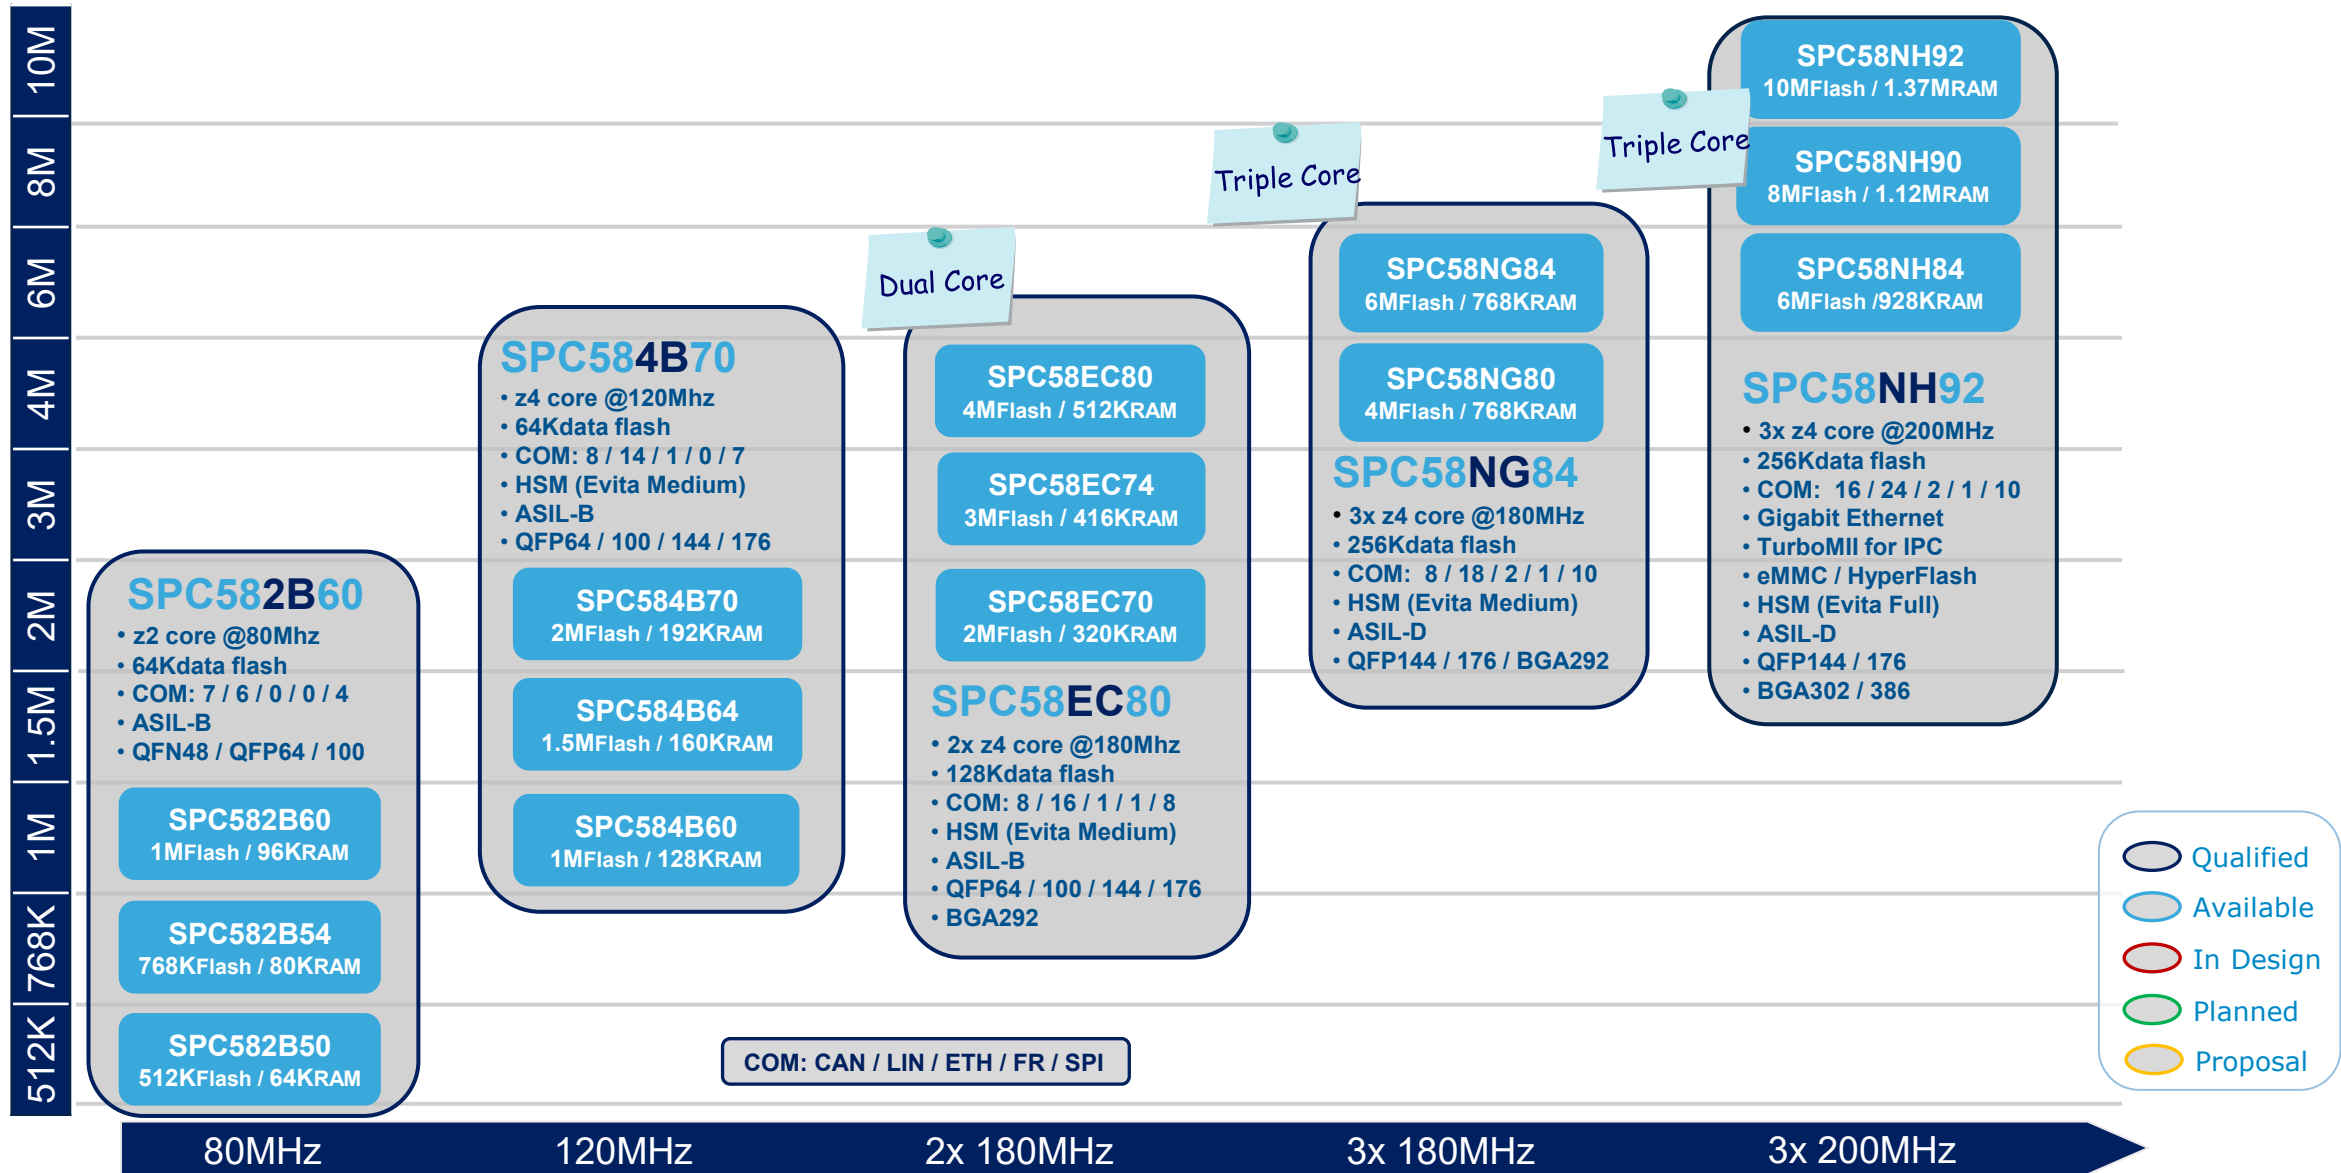 10M
8M
6M
4M
3M
2M
1.5M
1M
768K
512K
SPC582B60
• z2 core @80Mhz
• 64Kdata flash
• COM: 7 / 6 / 0 / 0 / 4
• ASIL-B
• QFN48 / QFP64 / 100
SPC582B60
1MFlash / 96KRAM
SPC582B54
768KFlash / 80KRAM
SPC582B50
512KFlash / 64KRAM
SPC584B70
• z4 core @120Mhz
• 64Kdata flash
• COM: 8 / 14 / 1 / 0 / 7
• HSM (Evita Medium)
• ASIL-B
• QFP64 / 100 / 144 / 176
SPC584B70
2MFlash / 192KRAM
SPC584B64
1.5MFlash / 160KRAM
SPC584B60
1MFlash / 128KRAM
Dual Core
SPC58EC80
4MFlash / 512KRAM
SPC58EC74
3MFlash / 416KRAM
SPC58EC70
2MFlash / 320KRAM
SPC58EC80
• 2x z4 core @180Mhz
• 128Kdata flash
• COM: 8 / 16 / 1 / 1 / 8
• HSM (Evita Medium)
• ASIL-B
• QFP64 / 100 / 144 / 176
• BGA292
Triple Core
SPC58NG84
6MFlash / 768KRAM
SPC58NG80
4MFlash / 768KRAM
SPC58NG84
• 3x z4 core @180MHz
• 256Kdata flash
• COM: 8 / 18 / 2 / 1 / 10
• HSM (Evita Medium)
• ASIL-D
• QFP144 / 176 / BGA292
Triple Core
SPC58NH92
10MFlash / 1.37MRAM
SPC58NH90
8MFlash / 1.12MRAM
SPC58NH84
6MFlash /928KRAM
SPC58NH92
• 3x z4 core @200MHz
• 256Kdata flash
• COM: 16 / 24 / 2 / 1 / 10
• Gigabit Ethernet
• TurboMII for IPC
• eMMC / HyperFlash
• HSM (Evita Full)
• ASIL-D
• QFP144 / 176
• BGA302 / 386
Qualified
Available
In Design
Planned
Proposal
COM: CAN / LIN / ETH / FR / SPI
80MHz
120MHz
2x 180MHz
3x 180MHz
3x 200MHz